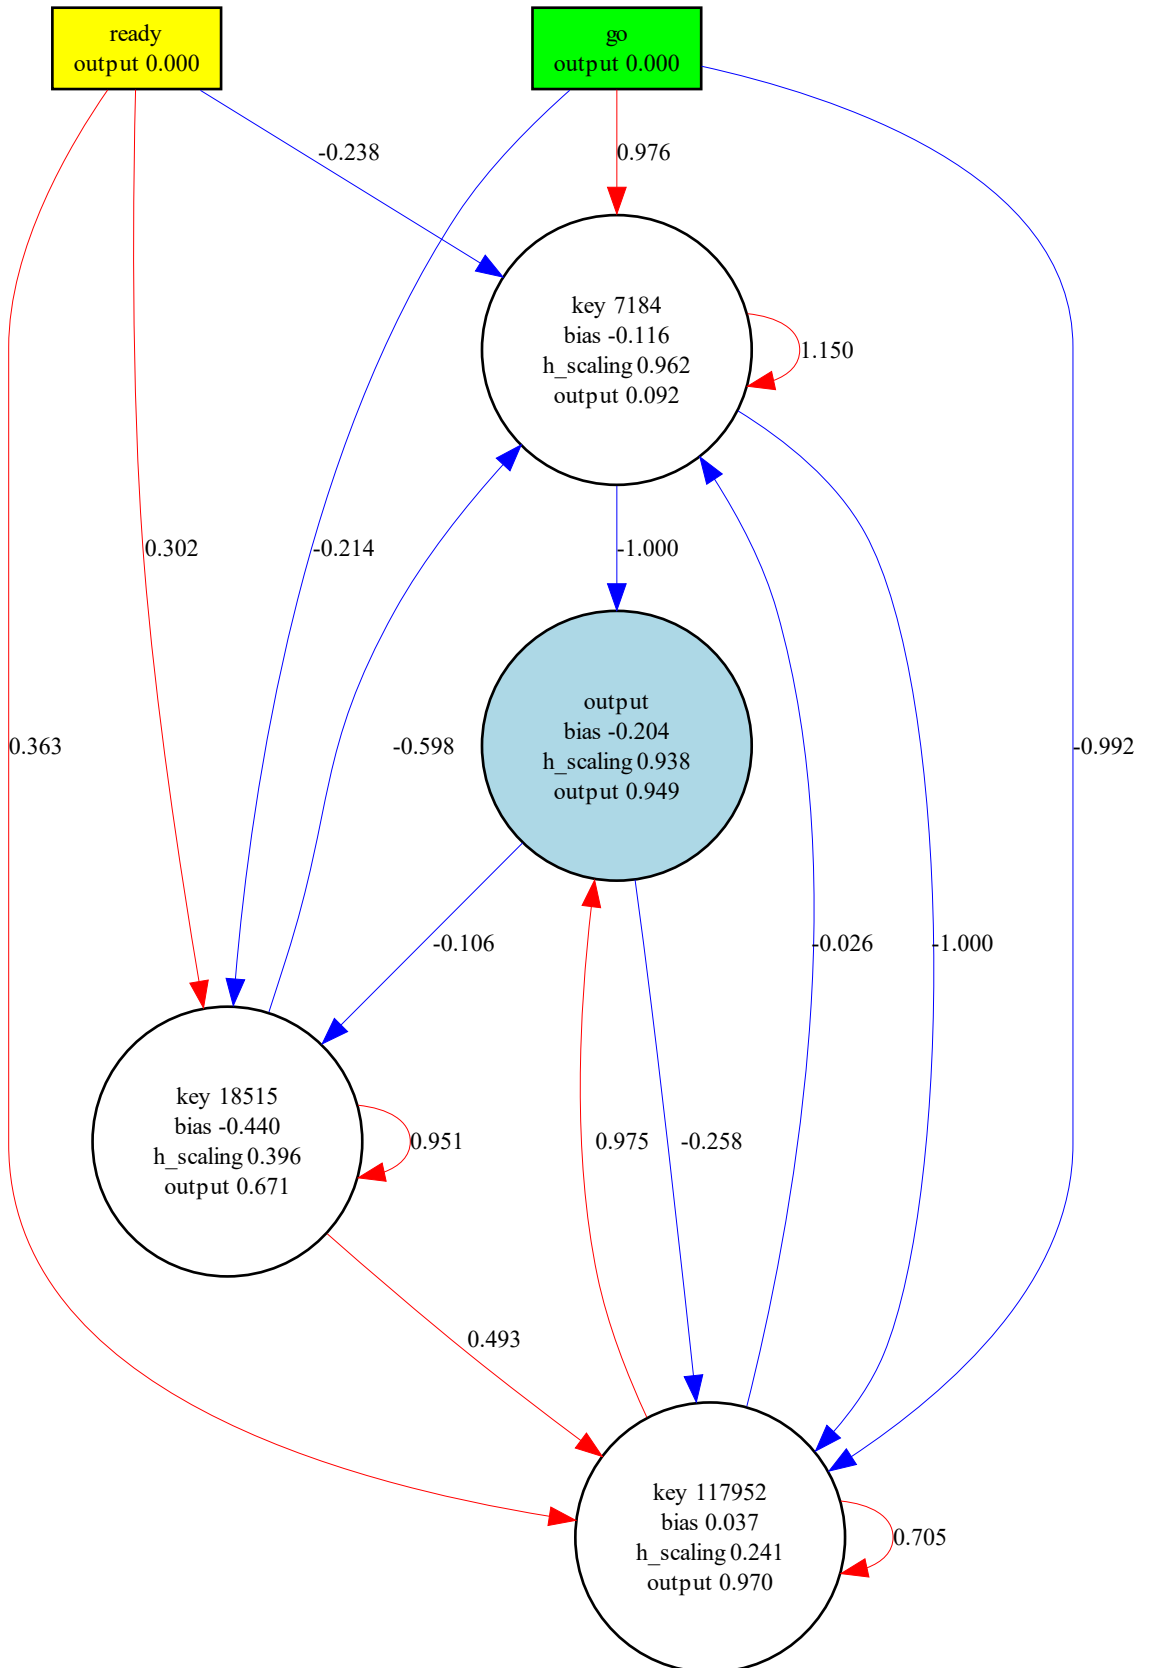 ready
output 0.000
go
output 0.000
-0.238
0.976
key 7184
bias -0.116
h_scaling 0.962
output 0.092
1.150
0.302
-0.214
-1.000
output
bias -0.204
h_scaling 0.938
output 0.949
0.363
-0.598
-0.992
-0.106
-0.026
-1.000
key 18515
bias -0.440
h_scaling 0.396
output 0.671
0.951
0.975
-0.258
0.493
key 117952
bias 0.037
h_scaling 0.241
output 0.970
0.705